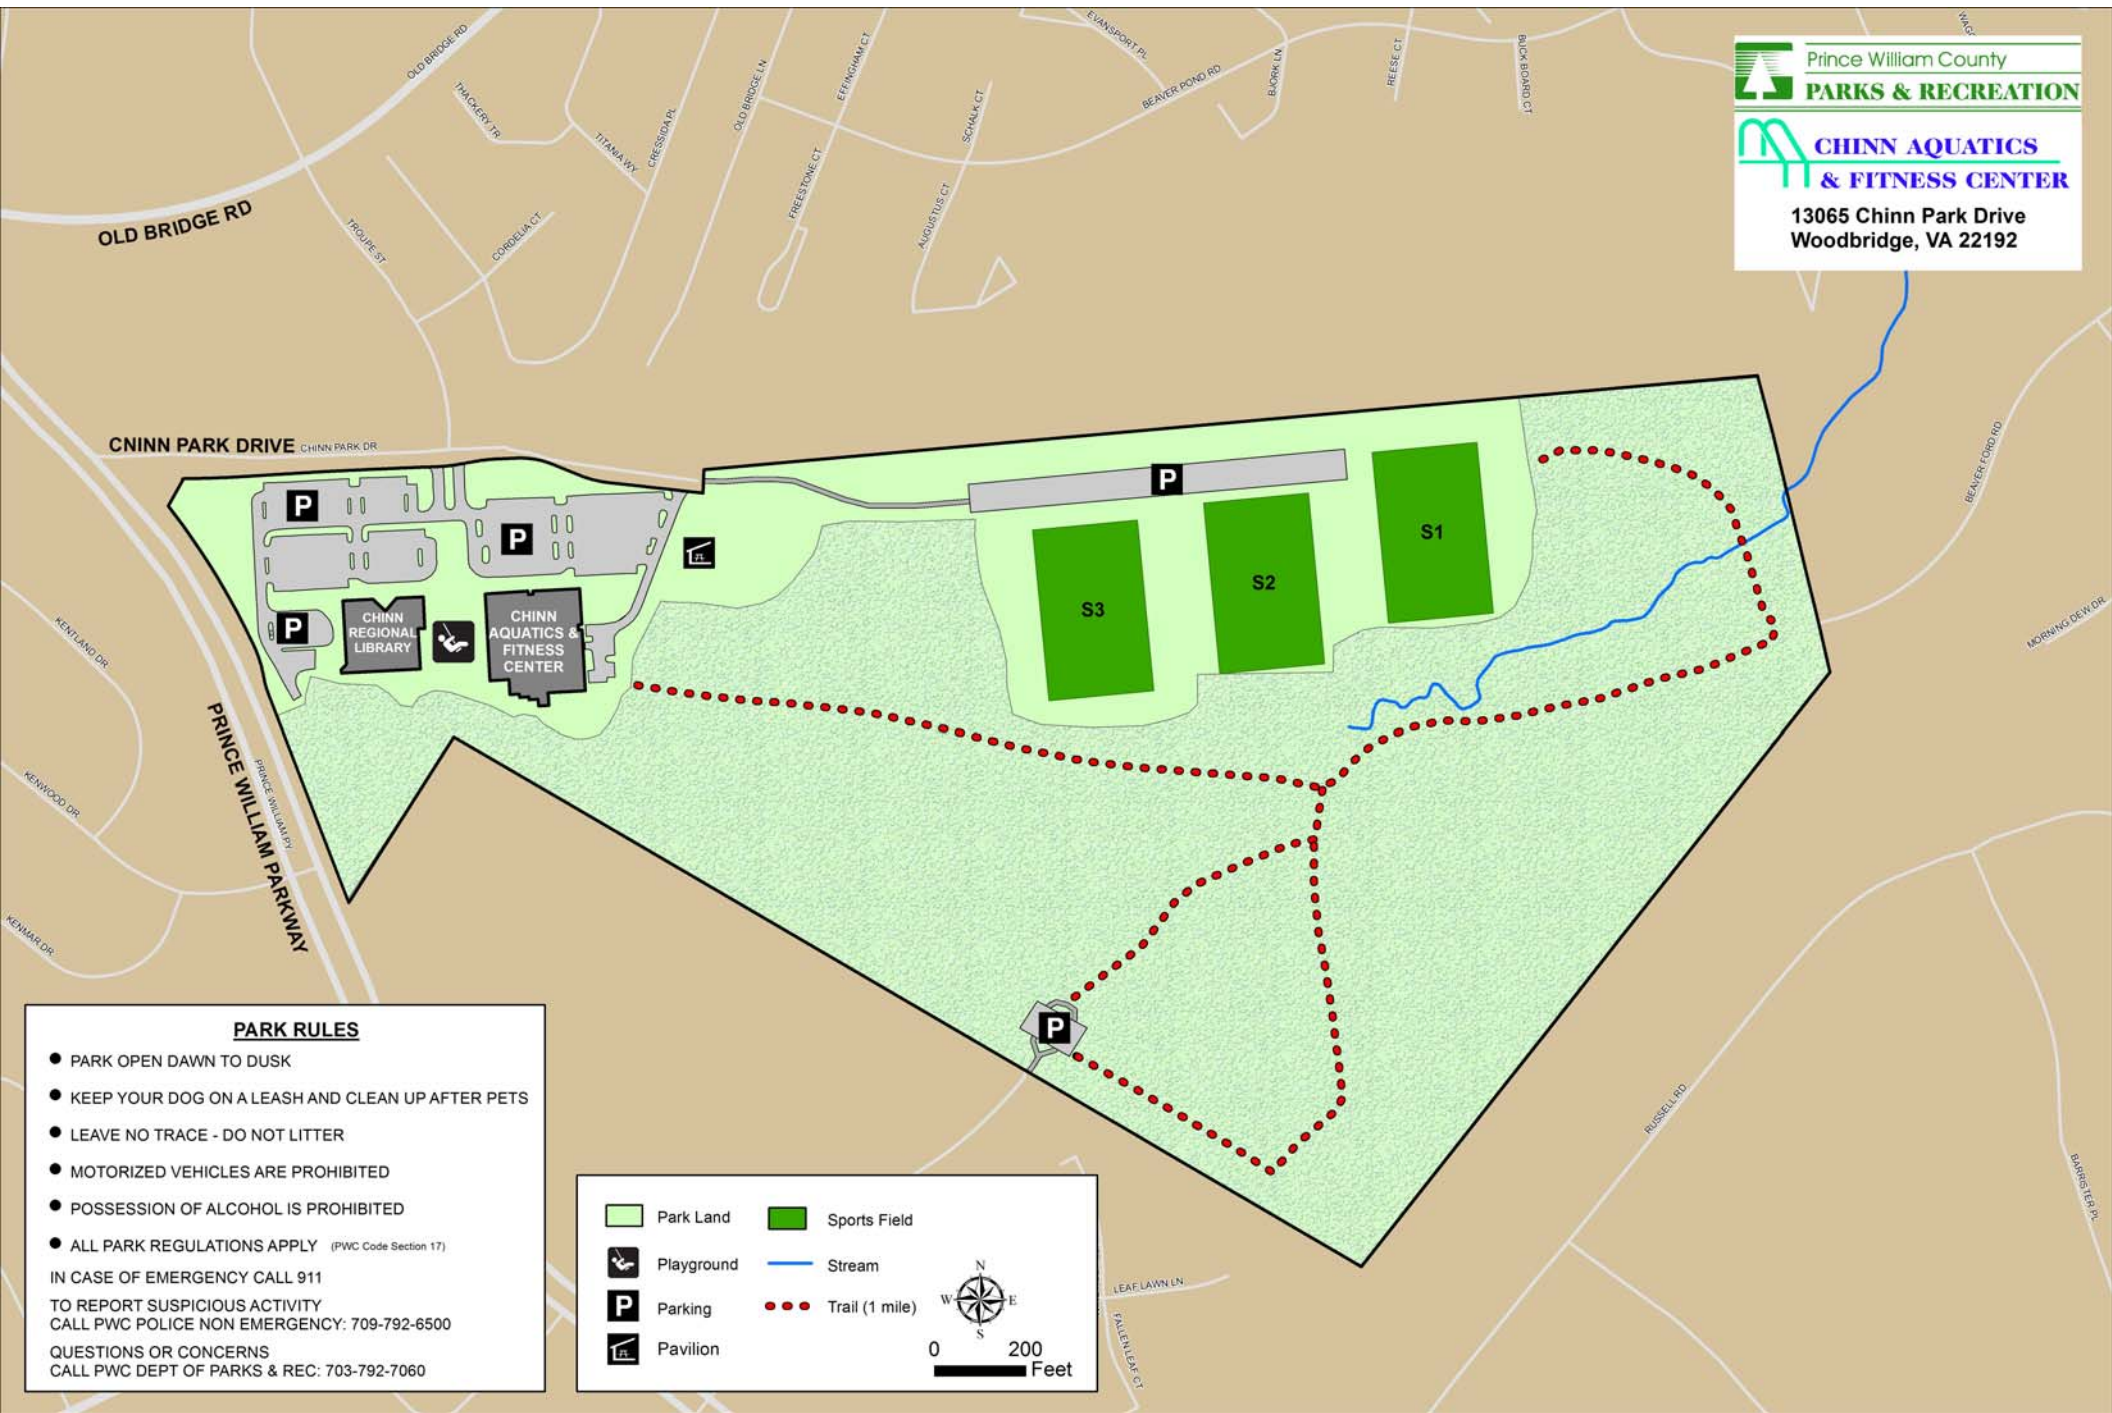 EVANSPORT PL
OLD BRIDGE RD
THACKERY TR
TITANIA WY
CRESSIDA PL
OLD BRIDGE LN
EFFINGHAM CT
FREESTONE CT
SCHALK CT
AUGUSTUS CT
BEAVER POND RD
BJORK LN
REESE CT
BUCK BOARD CT
Prince William County
PARKS & RECREATION
CHINN AQUATICS
& FITNESS CENTER
13065 Chinn Park Drive
Woodbridge, VA 22192
OLD BRIDGE RD
TROUPE ST
CORDELIA CT
CNINN PARK DRIVE
CHINN PARK DR
P
P
P
P
CHINN
REGIONAL
LIBRARY
CHINN
AQUATICS &
FITNESS
CENTER
S1
S2
S3
BEAVER FORD RD
MORNING DEW DR
KENTLAND DR
KENWOOD DR
KENMAR DR
PRINCE WILLIAM PARKWAY
PRINCE WILLIAM PY
P
RUSSELL RD
BARRISTER PL
LEAF LAWN LN
FALLEN LEAF CT
PARK RULES
● PARK OPEN DAWN TO DUSK
● KEEP YOUR DOG ON A LEASH AND CLEAN UP AFTER PETS
● LEAVE NO TRACE - DO NOT LITTER
● MOTORIZED VEHICLES ARE PROHIBITED
● POSSESSION OF ALCOHOL IS PROHIBITED
● ALL PARK REGULATIONS APPLY (PWC Code Section 17)
IN CASE OF EMERGENCY CALL 911
TO REPORT SUSPICIOUS ACTIVITY
CALL PWC POLICE NON EMERGENCY: 709-792-6500
QUESTIONS OR CONCERNS
CALL PWC DEPT OF PARKS & REC: 703-792-7060
Park Land
Sports Field
Playground
Stream
P
Parking
Trail (1 mile)
Pavilion
N
W
E
S
0 200
Feet